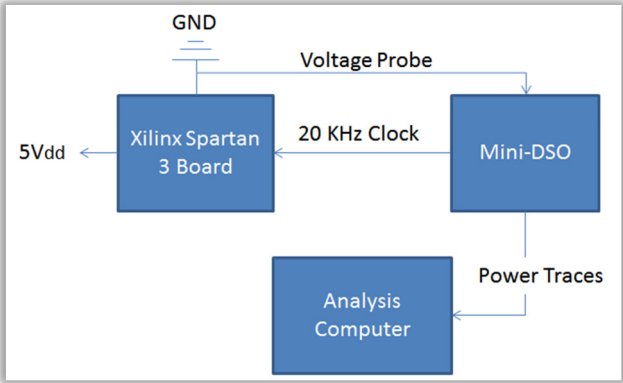 GND
Voltage Probe
Xilinx Spartan
3 Board
5Vdd
20 KHz Clock
Mini-DSO
Power Traces
Analysis
Computer